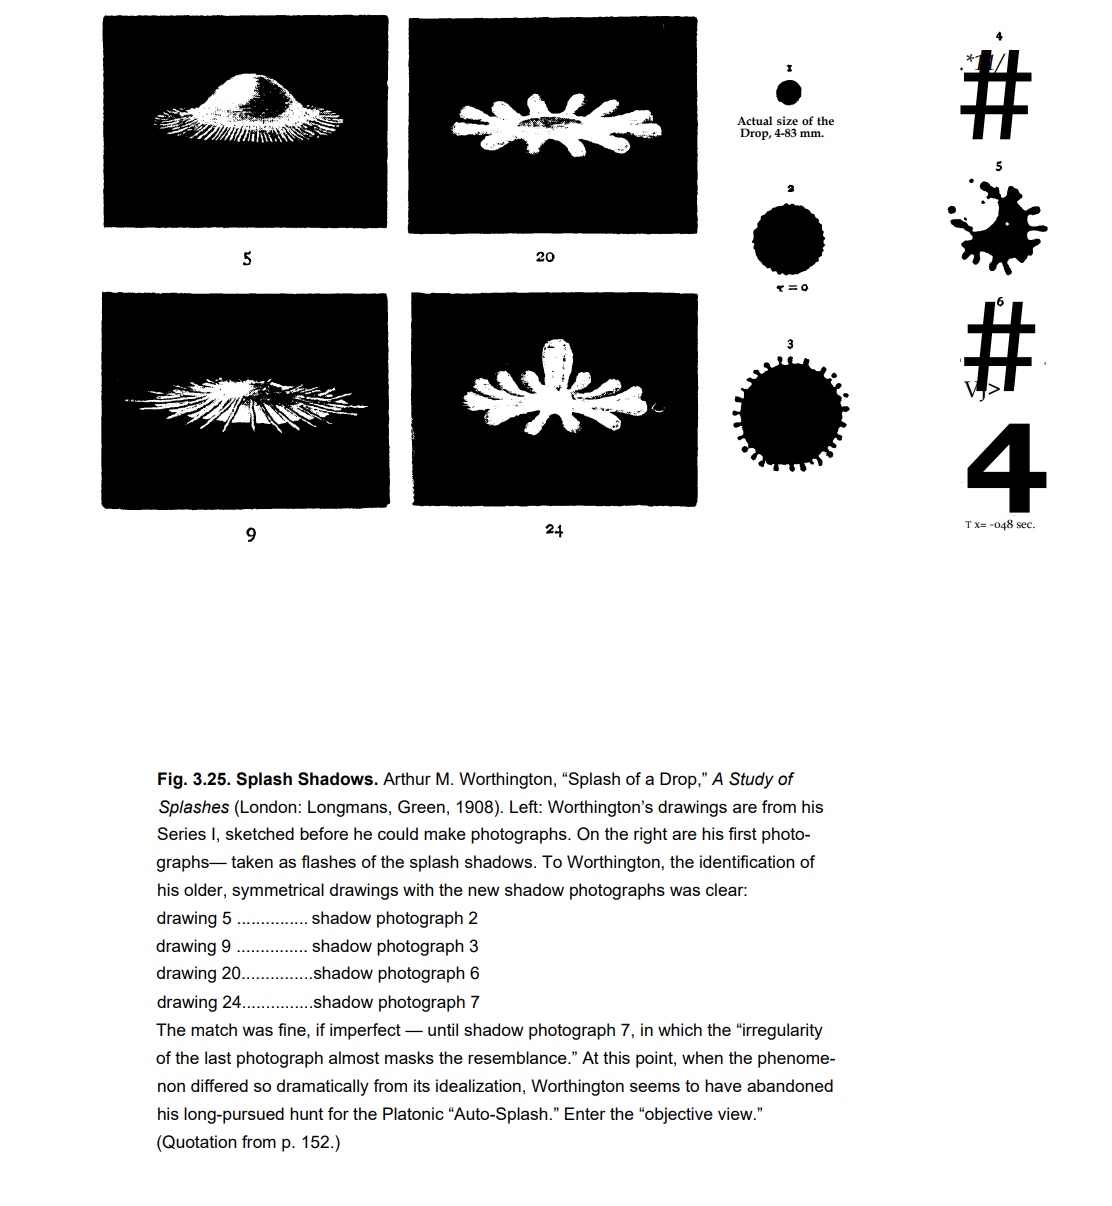 5
20
9
24
1
Actual size of the
Drop, 4-83 mm.
2
τ = 0
3
4
#
5
6
#
4
T x= -048 sec.
Fig. 3.25. Splash Shadows. Arthur M. Worthington, “Splash of a Drop,” A Study of
Splashes (London: Longmans, Green, 1908). Left: Worthington’s drawings are from his
Series I, sketched before he could make photographs. On the right are his first photo-
graphs— taken as flashes of the splash shadows. To Worthington, the identification of
his older, symmetrical drawings with the new shadow photographs was clear:
drawing 5 ............... shadow photograph 2
drawing 9 ............... shadow photograph 3
drawing 20...............shadow photograph 6
drawing 24...............shadow photograph 7
The match was fine, if imperfect — until shadow photograph 7, in which the “irregularity
of the last photograph almost masks the resemblance.” At this point, when the phenome-
non differed so dramatically from its idealization, Worthington seems to have abandoned
his long-pursued hunt for the Platonic “Auto-Splash.” Enter the “objective view.”
(Quotation from p. 152.)